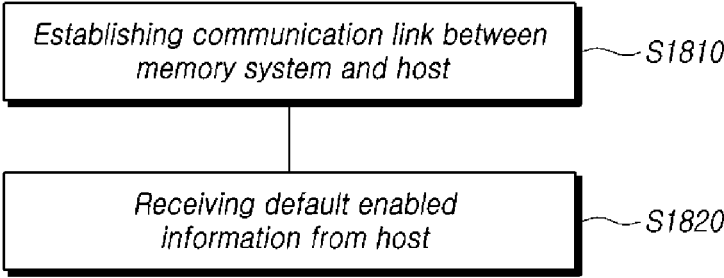 Establishing communication link between
memory system and host
S1810
Receiving default enabled
information from host
S1820